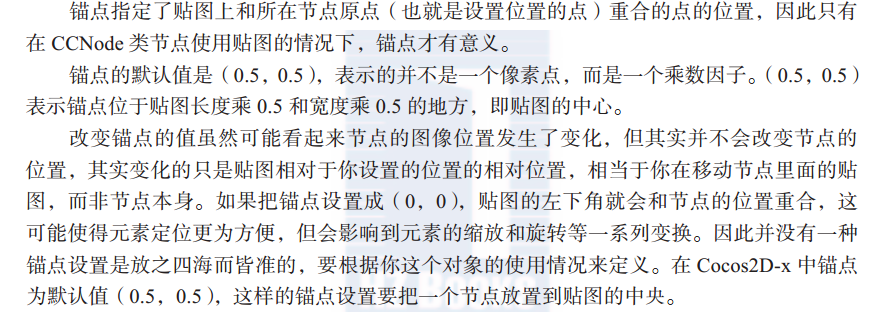 锚点指定了贴图上和所在节点原点（也就是设置位置的点）重合的点的位置，因此只有
在 CCNode 类节点使用贴图的情况下，锚点才有意义。
锚点的默认值是（0.5，0.5），表示的并不是一个像素点，而是一个乘数因子。（0.5，0.5）
表示锚点位于贴图长度乘 0.5 和宽度乘 0.5 的地方，即贴图的中心。
改变锚点的值虽然可能看起来节点的图像位置发生了变化，但其实并不会改变节点的
位置，其实变化的只是贴图相对于你设置的位置的相对位置，相当于你在移动节点里面的贴
图，而非节点本身。如果把锚点设置成（0，0），贴图的左下角就会和节点的位置重合，这
可能使得元素定位更为方便，但会影响到元素的缩放和旋转等一系列变换。因此并没有一种
锚点设置是放之四海而皆准的，要根据你这个对象的使用情况来定义。在 Cocos2D-x 中锚点
为默认值（0.5，0.5），这样的锚点设置要把一个节点放置到贴图的中央。